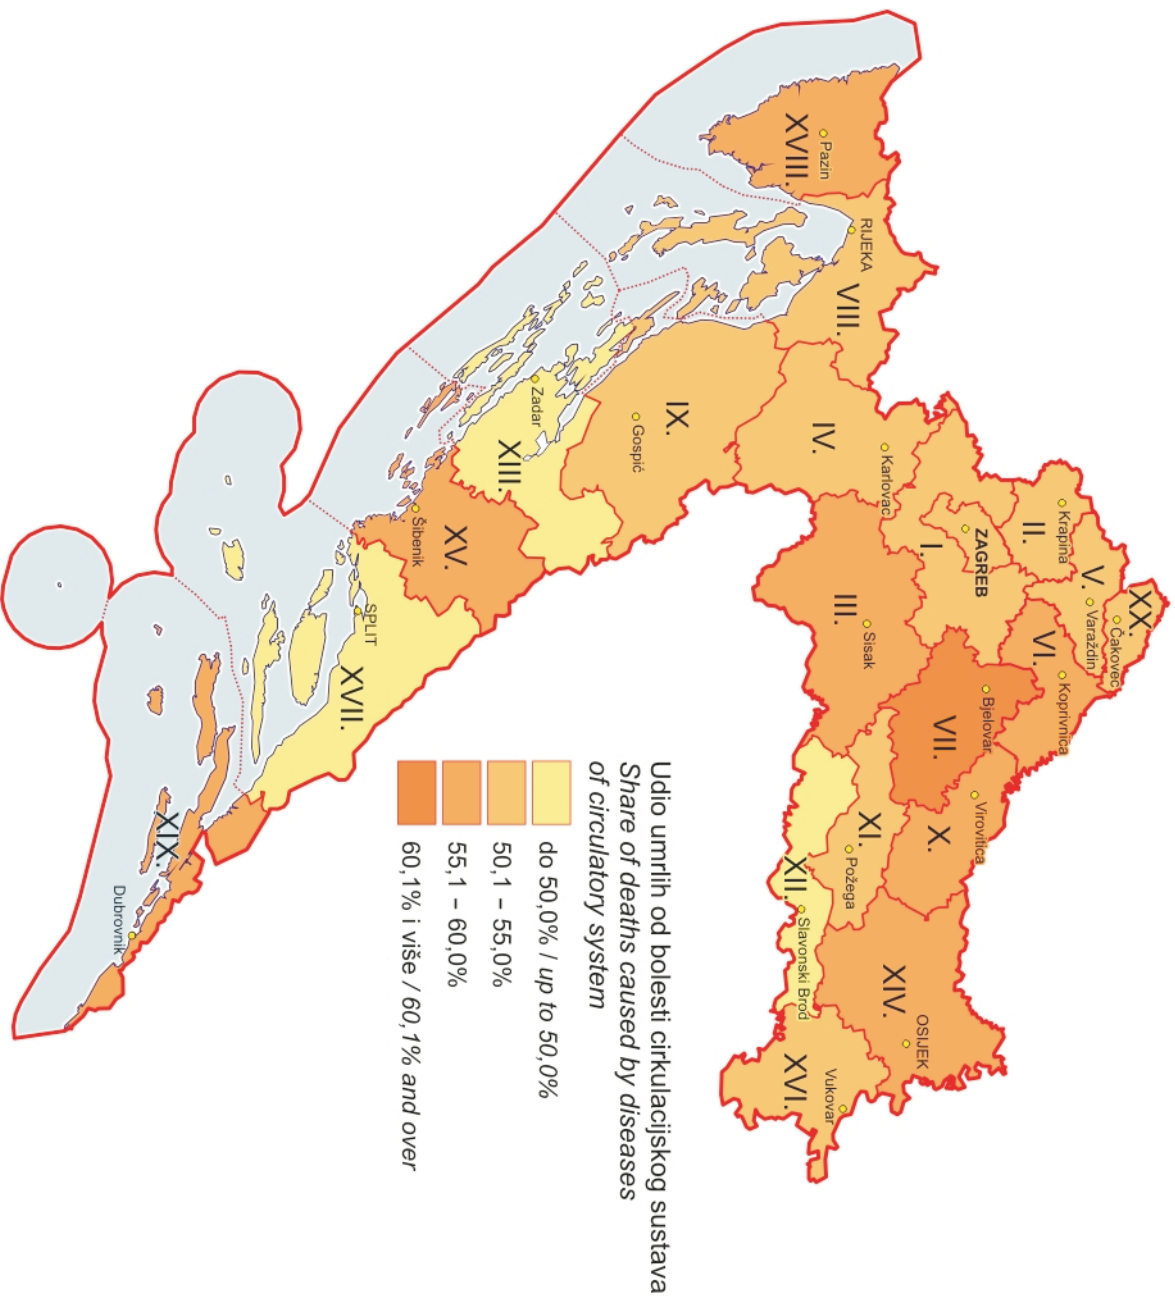 XX.
Čakovec
V.
Varaždin
Krapina
II.
VI.
Koprivnica
ZAGREB
I.
Bjelovar
VII.
Virovitica
X.
Karlovac
IV.
Sisak
III.
XI.
Požega
XII.
Slavonski Brod
XIV.
OSIJEK
Vukovar
XVI.
Pazin
XVIII.
RIJEKA
VIII.
IX.
Gospić
Zadar
XIII.
XV.
Šibenik
SPLIT
XVII.
XIX.
Dubrovnik
Udio umrlih od bolesti cirkulacijskog sustava
Share of deaths caused by diseases
of circulatory system
do 50,0% / up to 50,0%
50,1 – 55,0%
55,1 – 60,0%
60,1% i više / 60,1% and over